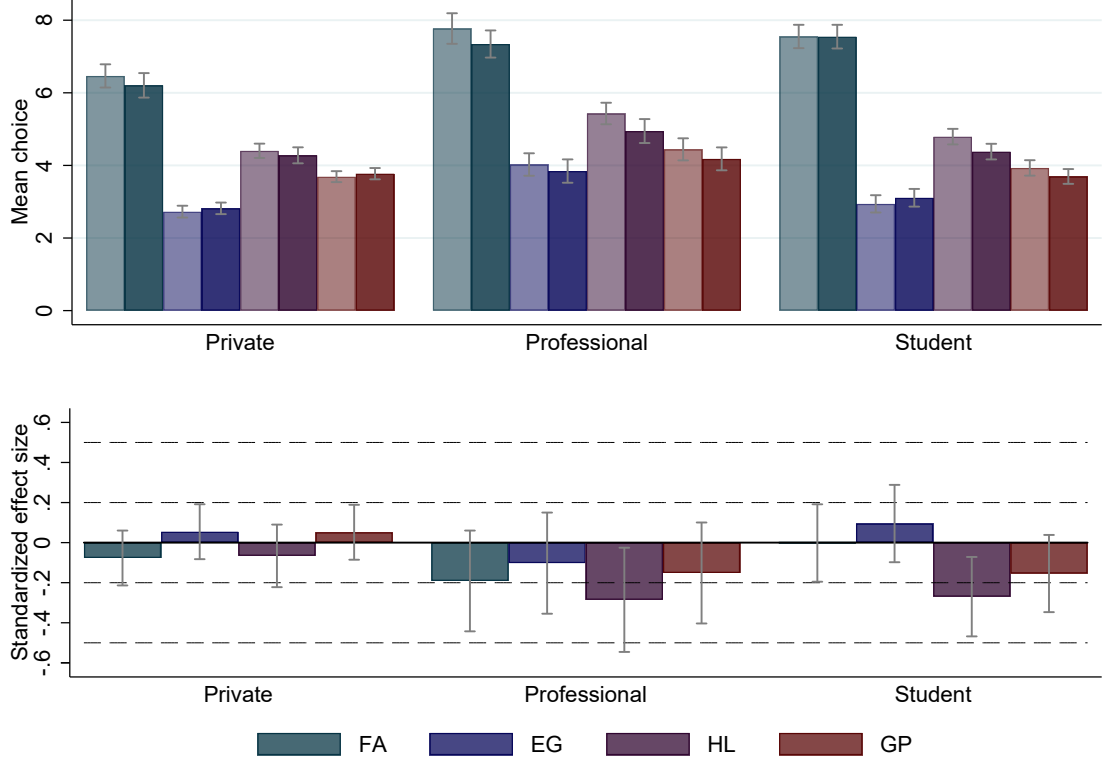 Mean choice
8
6
4
2
0
Private Professional Student
Standardized effect size
.6
.4
.2
0
-.2
-.4
-.6
Private Professional Student
FA EG HL GP